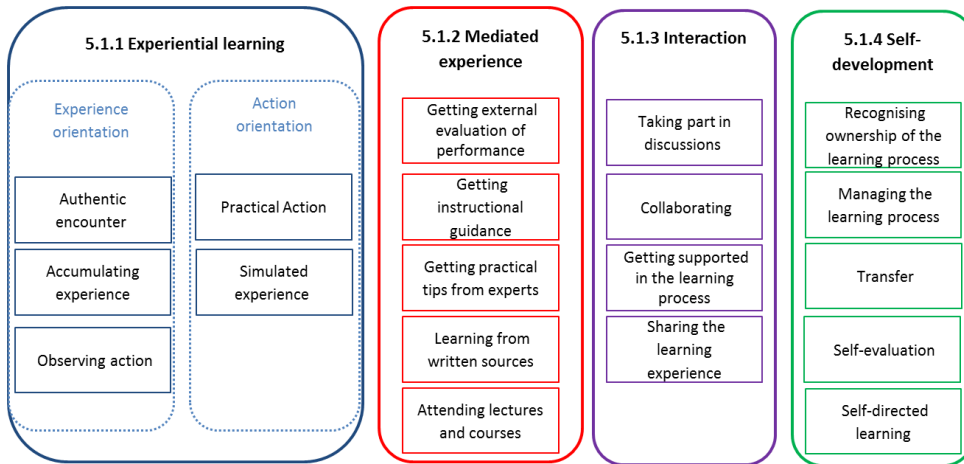 5.1.1 Experiential learning
Experience
orientation
Authentic
encounter
Accumulating
experience
Observing action
Action
orientation
Practical Action
Simulated
experience
5.1.2 Mediated
experience
Getting external
evaluation of
performance
Getting
instructional
guidance
Getting practical
tips from experts
Learning from
written sources
Attending lectures
and courses
5.1.3 Interaction
Taking part in
discussions
Collaborating
Getting supported
in the learning
process
Sharing the
learning
experience
5.1.4 Self-
development
Recognising
ownership of the
learning process
Managing the
learning process
Transfer
Self-evaluation
Self-directed
learning